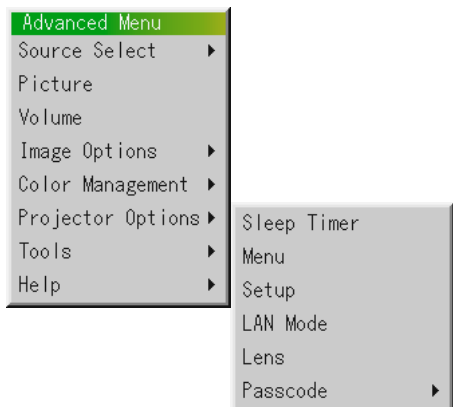 Advanced Menu
Source Select
Picture
Volume
Image Options
Color Management
Projector Options
Tools
Help
Sleep Timer
Menu
Setup
LAN Mode
Lens
Passcode